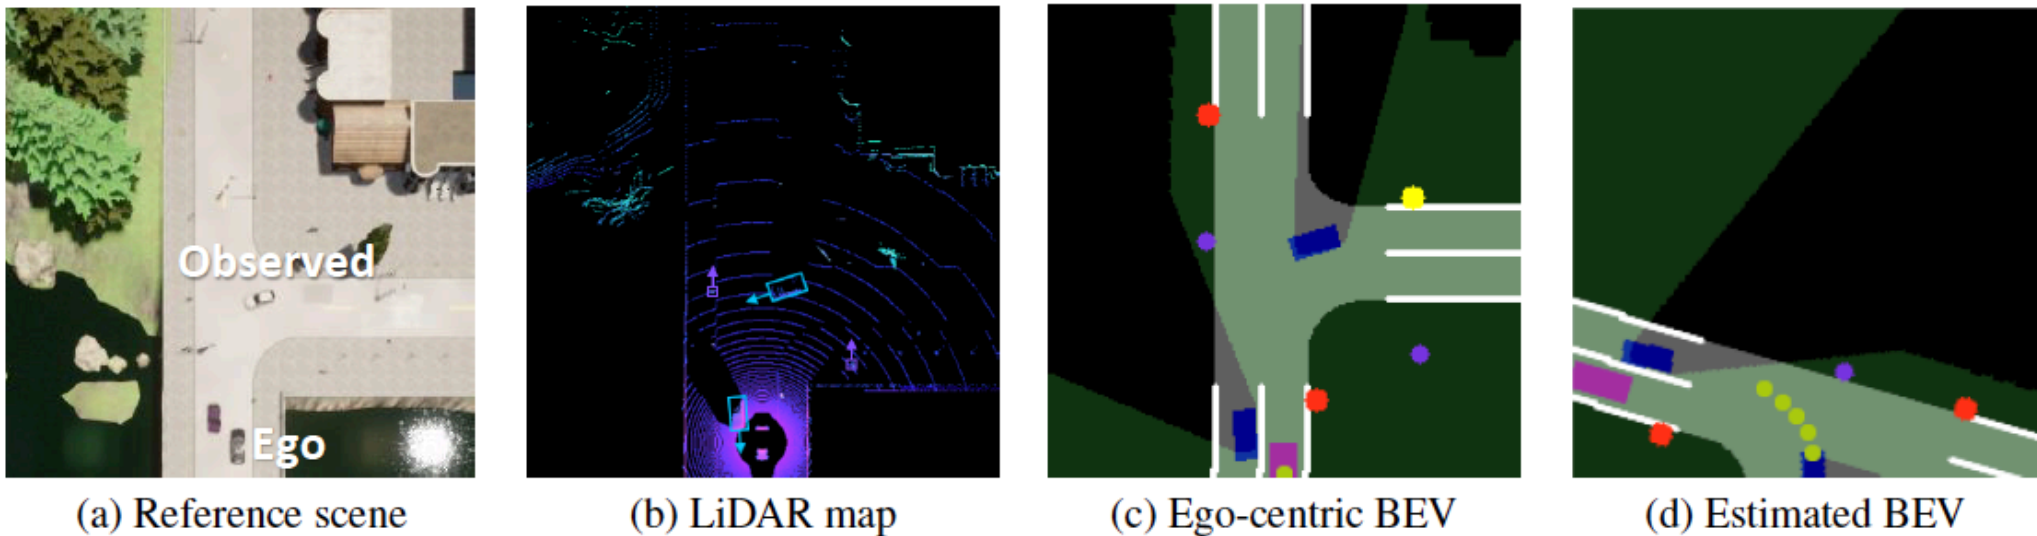 Observed
Ego
(a) Reference scene
(b) LiDAR map
(c) Ego-centric BEV
(d) Estimated BEV